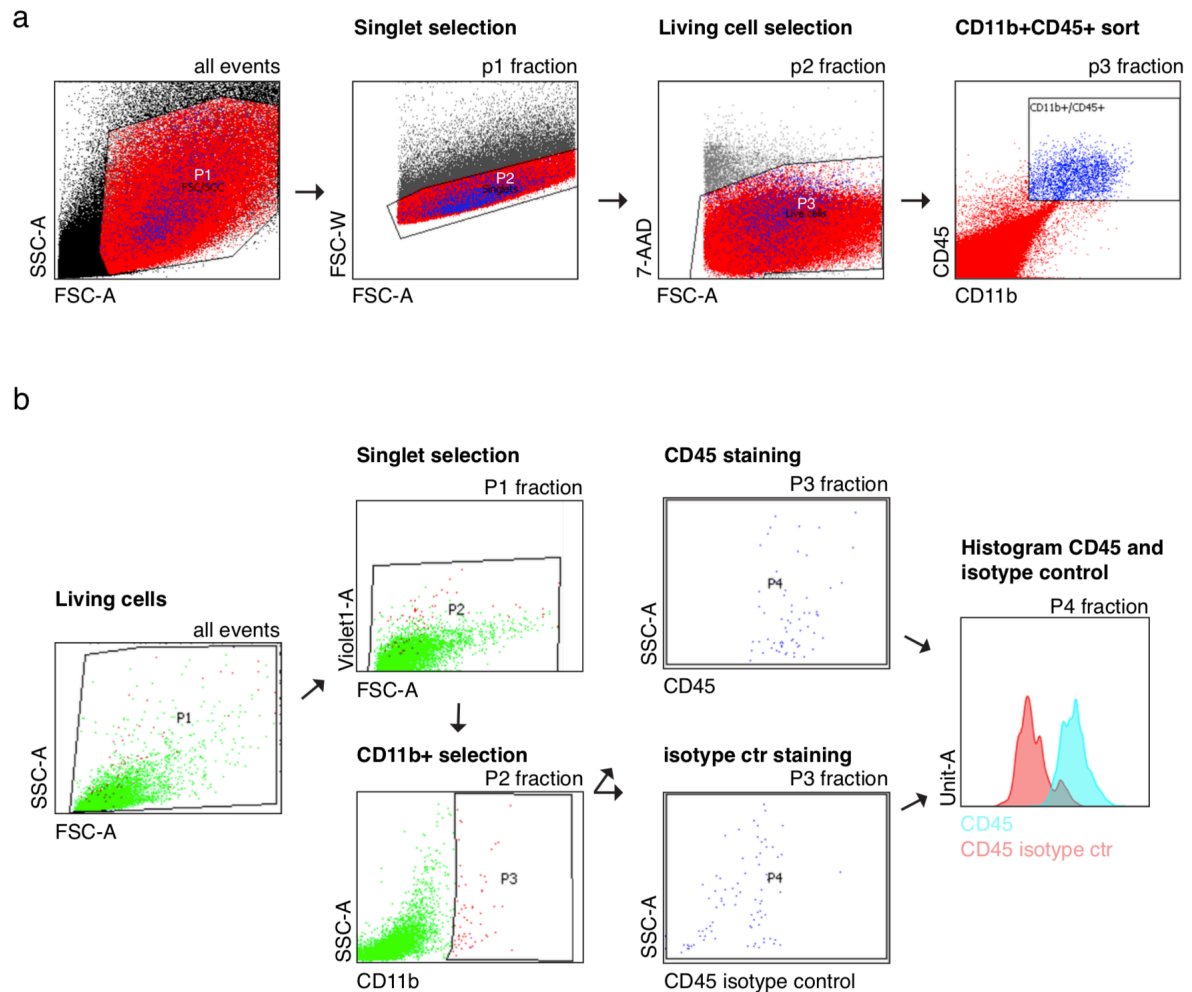 a
Singlet selection
Living cell selection
CD11b+CD45+ sort
all events
p1 fraction
p2 fraction
p3 fraction
SSC-A
P1
FSC/SCC
FSC-A
FSC-W
P2
Singlets
FSC-A
7-AAD
P3
Live cells
FSC-A
CD45
CD11b+/CD45+
CD11b
b
Living cells
all events
SSC-A
P1
FSC-A
Singlet selection
P1 fraction
Violet1-A
P2
FSC-A
CD11b+ selection
P2 fraction
SSC-A
P3
CD11b
CD45 staining
P3 fraction
SSC-A
P4
CD45
isotype ctr staining
P3 fraction
SSC-A
P4
CD45 isotype control
Histogram CD45 and
isotype control
P4 fraction
Unit-A
CD45
CD45 isotype ctr